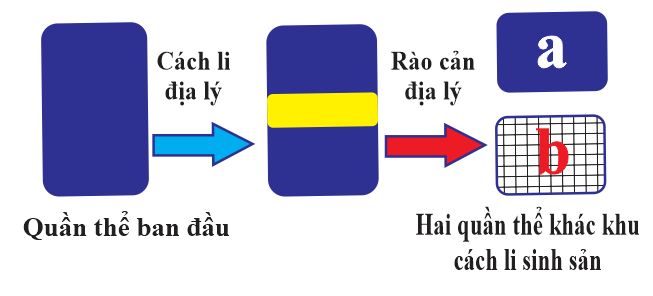 Cách li
địa lý
Rào cản
địa lý
a
b
Quần thể ban đầu
Hai quần thể khác khu
cách li sinh sản